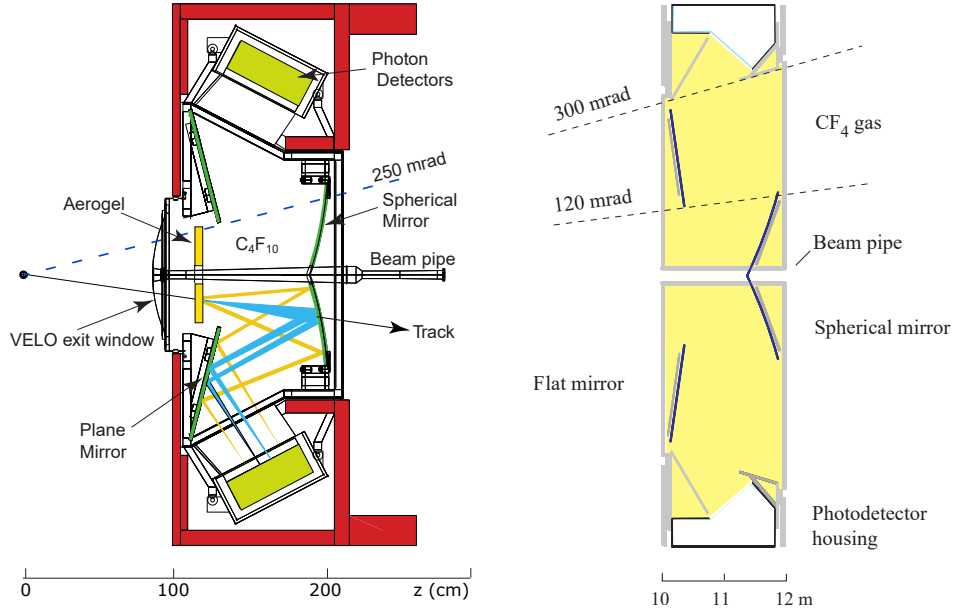 Photon
Detectors
250 mrad
Aerogel
Spherical
Mirror
C4F10
Beam pipe
VELO exit window
Track
Plane
Mirror
0 100 200 z (cm)
300 mrad
CF4 gas
120 mrad
Beam pipe
Spherical mirror
Flat mirror
Photodetector
housing
10 11 12 m